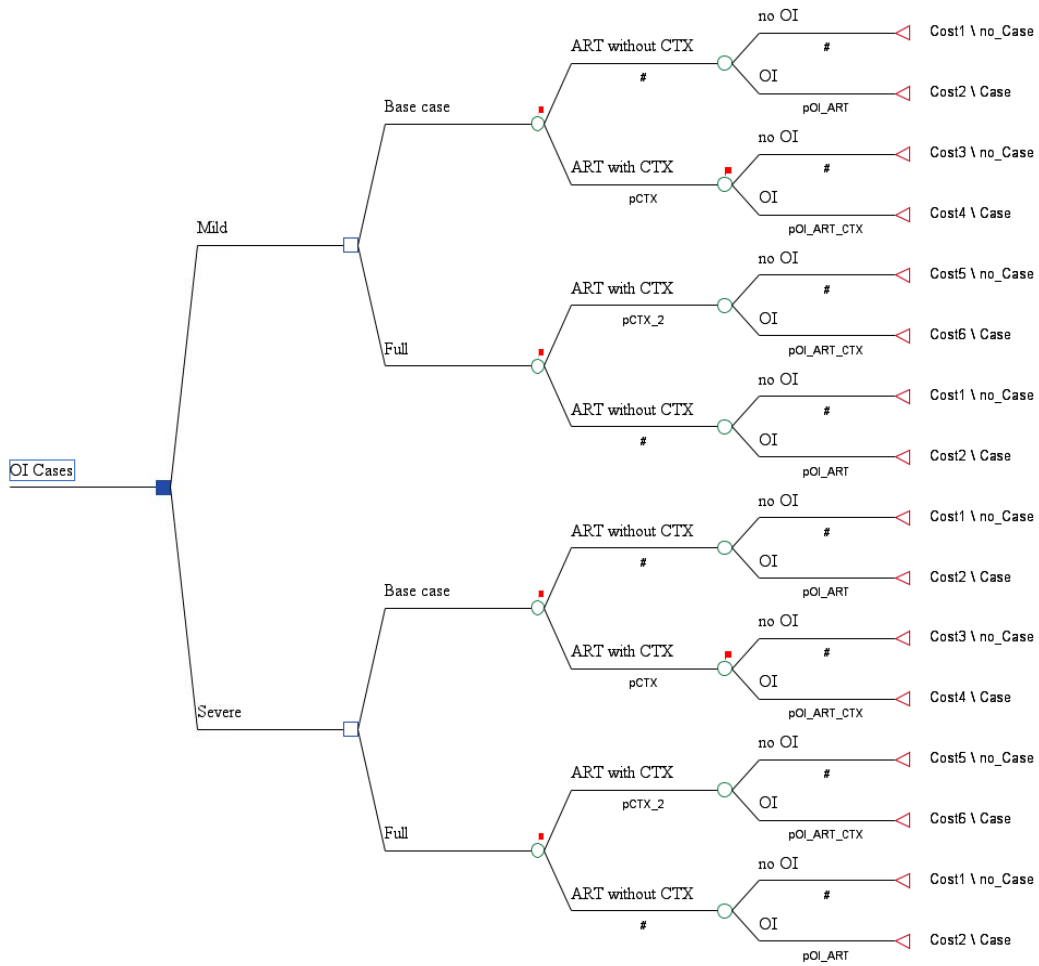 no OI
Cost1 \ no_Case
#
ART without CTX
#
OI
Cost2 \ Case
pOI_ART
Base case
no OI
Cost3 \ no_Case
#
ART with CTX
pCTX
OI
Cost4 \ Case
pOI_ART_CTX
Mild
no OI
Cost5 \ no_Case
#
ART with CTX
pCTX_2
OI
Cost6 \ Case
pOI_ART_CTX
Full
no OI
Cost1 \ no_Case
#
ART without CTX
#
OI
Cost2 \ Case
pOI_ART
OI Cases
no OI
Cost1 \ no_Case
#
ART without CTX
#
OI
Cost2 \ Case
pOI_ART
Base case
no OI
Cost3 \ no_Case
#
ART with CTX
pCTX
OI
Cost4 \ Case
pOI_ART_CTX
Severe
no OI
Cost5 \ no_Case
#
ART with CTX
pCTX_2
OI
Cost6 \ Case
pOI_ART_CTX
Full
no OI
Cost1 \ no_Case
#
ART without CTX
#
OI
Cost2 \ Case
pOI_ART